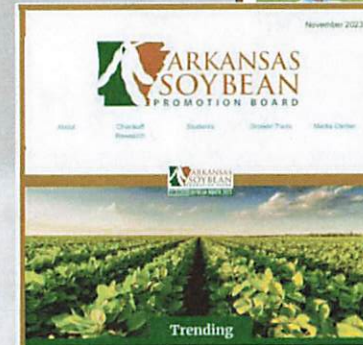 November 2023
ARKANSAS
SOYBEAN
PROMOTION BOARD
About
Checkoff
Research
Students
Grower Tools
Media Center
ARKANSAS
SOYBEAN
Trending